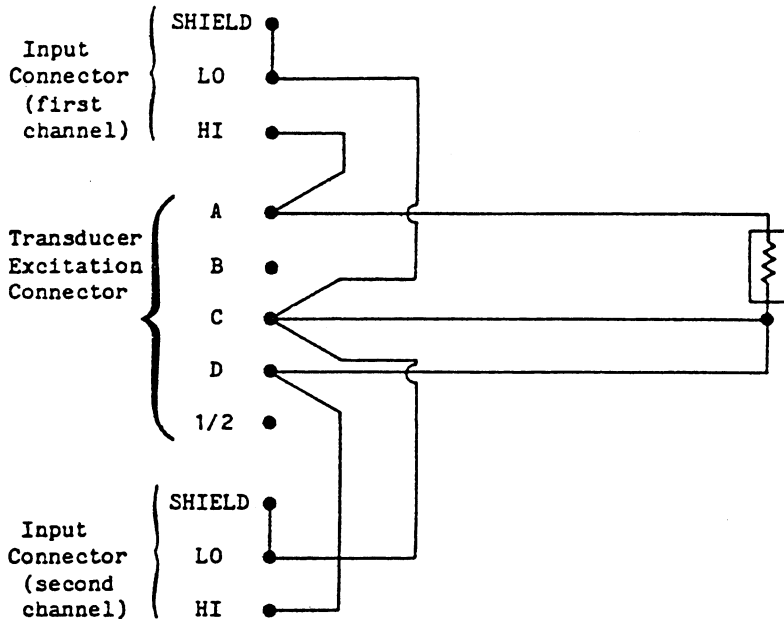 SHIELD
Input
Connector
(first
channel)
LO
HI
Transducer
Excitation
Connector
A
B
C
D
1/2
Input
Connector
(second
channel)
SHIELD
LO
HI